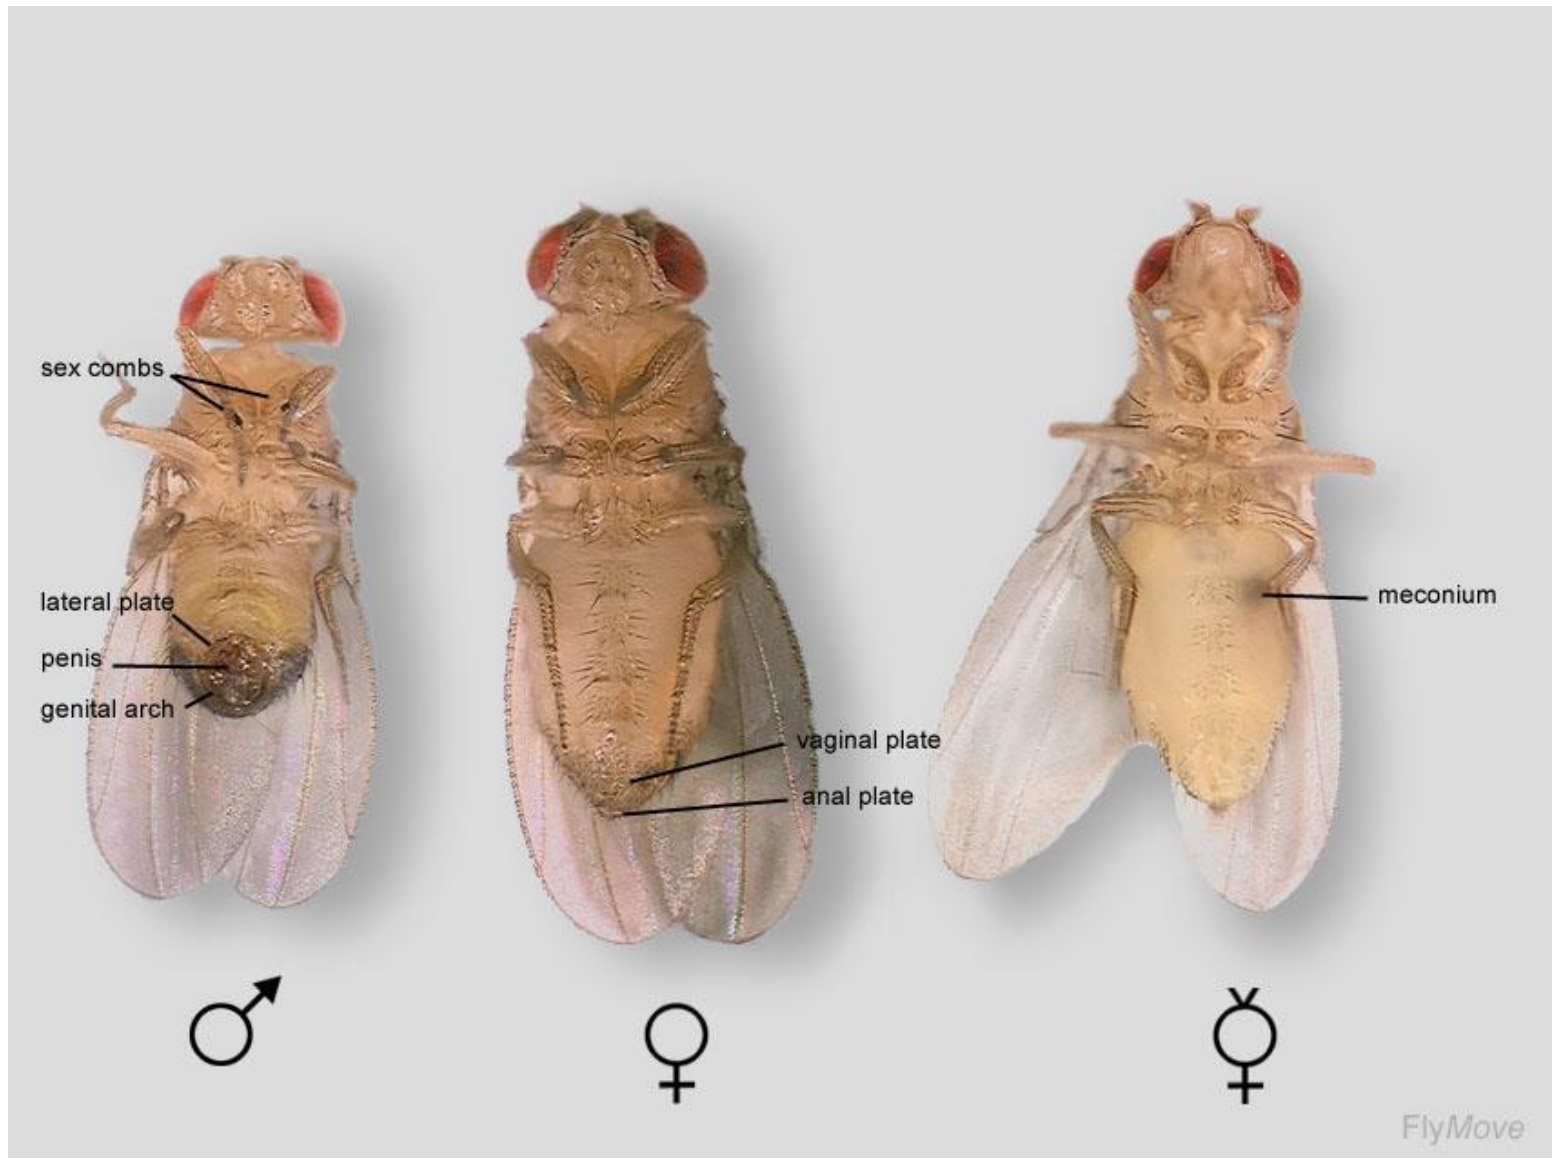 sex combs
lateral plate
penis
genital arch
vaginal plate
anal plate
meconium
FlyMove